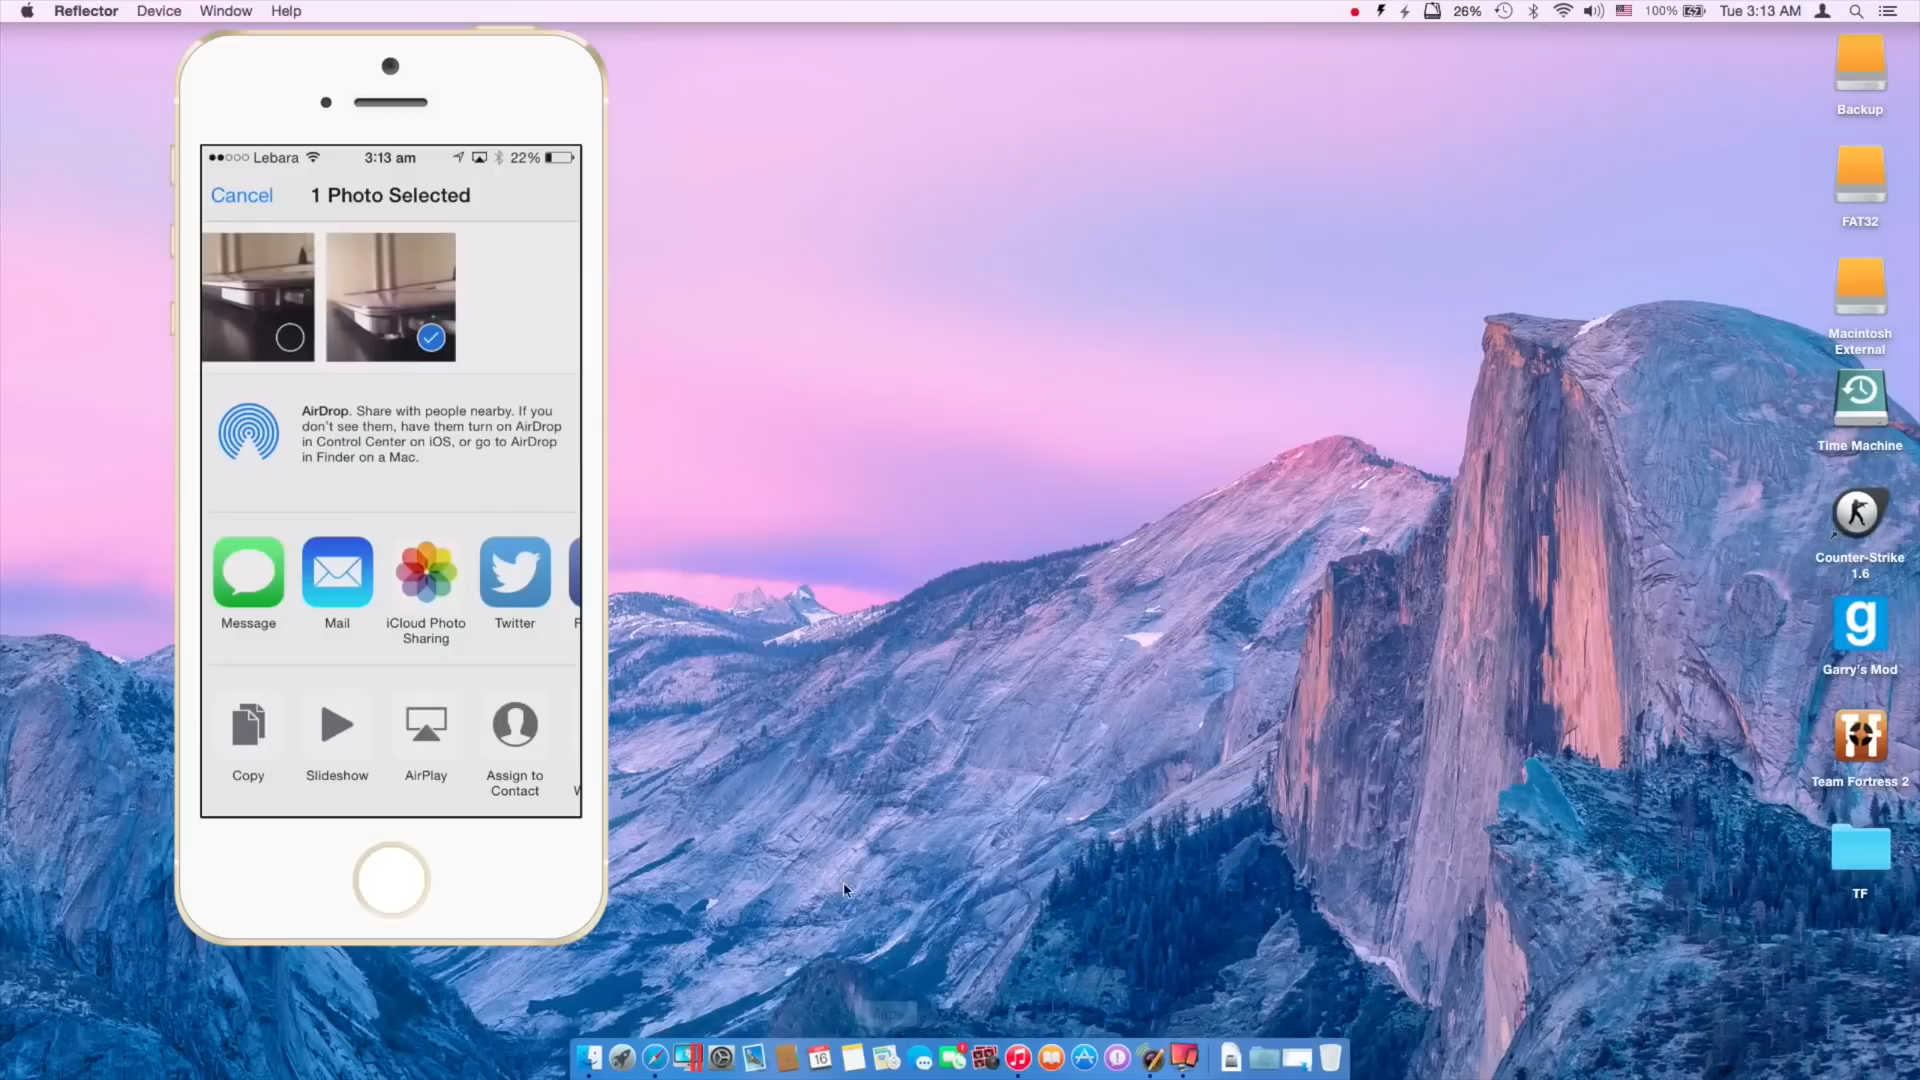 Reflector Device Window Help
26% 100% Tue 3:13 AM
Lebara 3:13 am 22%
Cancel 1 Photo Selected
AirDrop. Share with people nearby. If you
don't see them, have them turn on AirDrop
in Control Center on iOS, or go to AirDrop
in Finder on a Mac.
Message Mail iCloud Photo Twitter F
Sharing
Copy Slideshow AirPlay Assign to
Contact W
Backup
FAT32
Macintosh
External
Time Machine
Counter-Strike
1.6
g
Garry's Mod
Team Fortress 2
TF
16